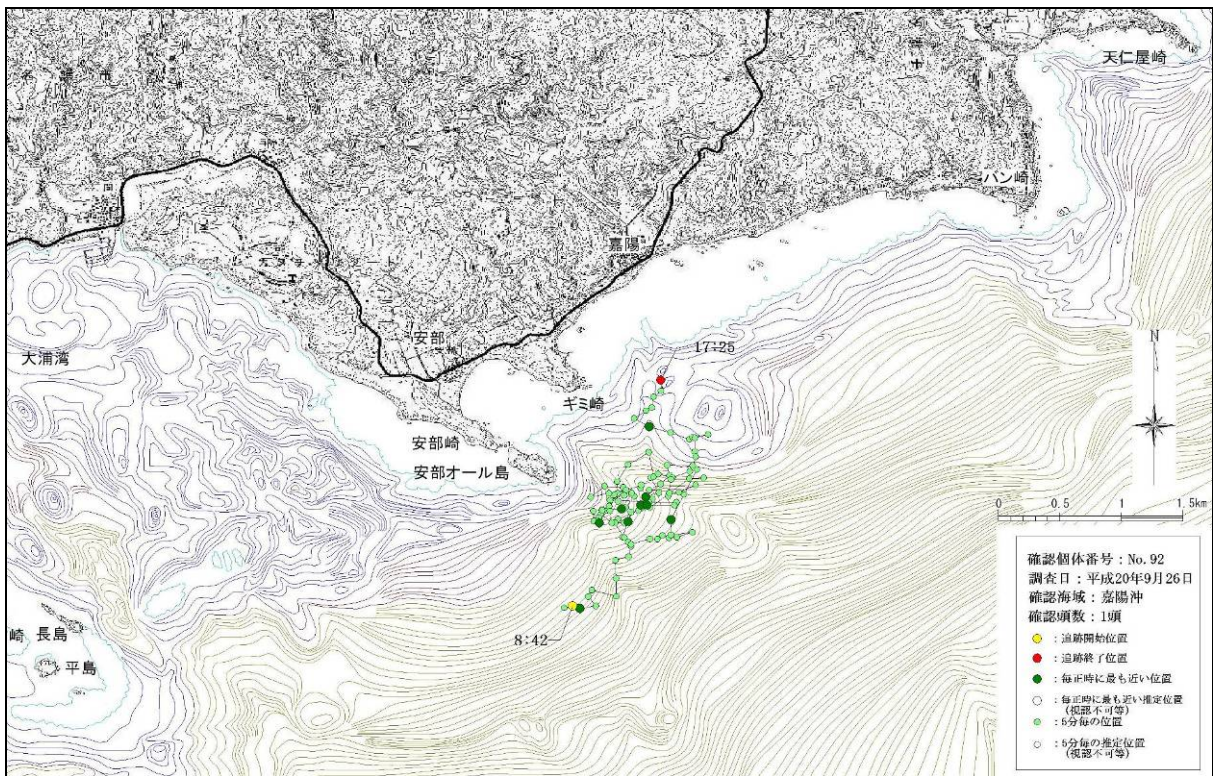 天仁屋崎
バン崎
嘉陽
安部
大浦湾
17:25
ギミ崎
安部崎
安部オール島
N
0 0.5 1 1.5km
長島
崎
平島
8:42
確認個体番号：No. 92
調査日：平成20年9月26日
確認海域：嘉陽沖
確認頭数：1頭
：追跡開始位置
：追跡終了位置
：毎正時に最も近い位置
：毎正時に最も近い推定位置
(視認不可等)
：5分毎の位置
：5分毎の推定位置
(視認不可等)